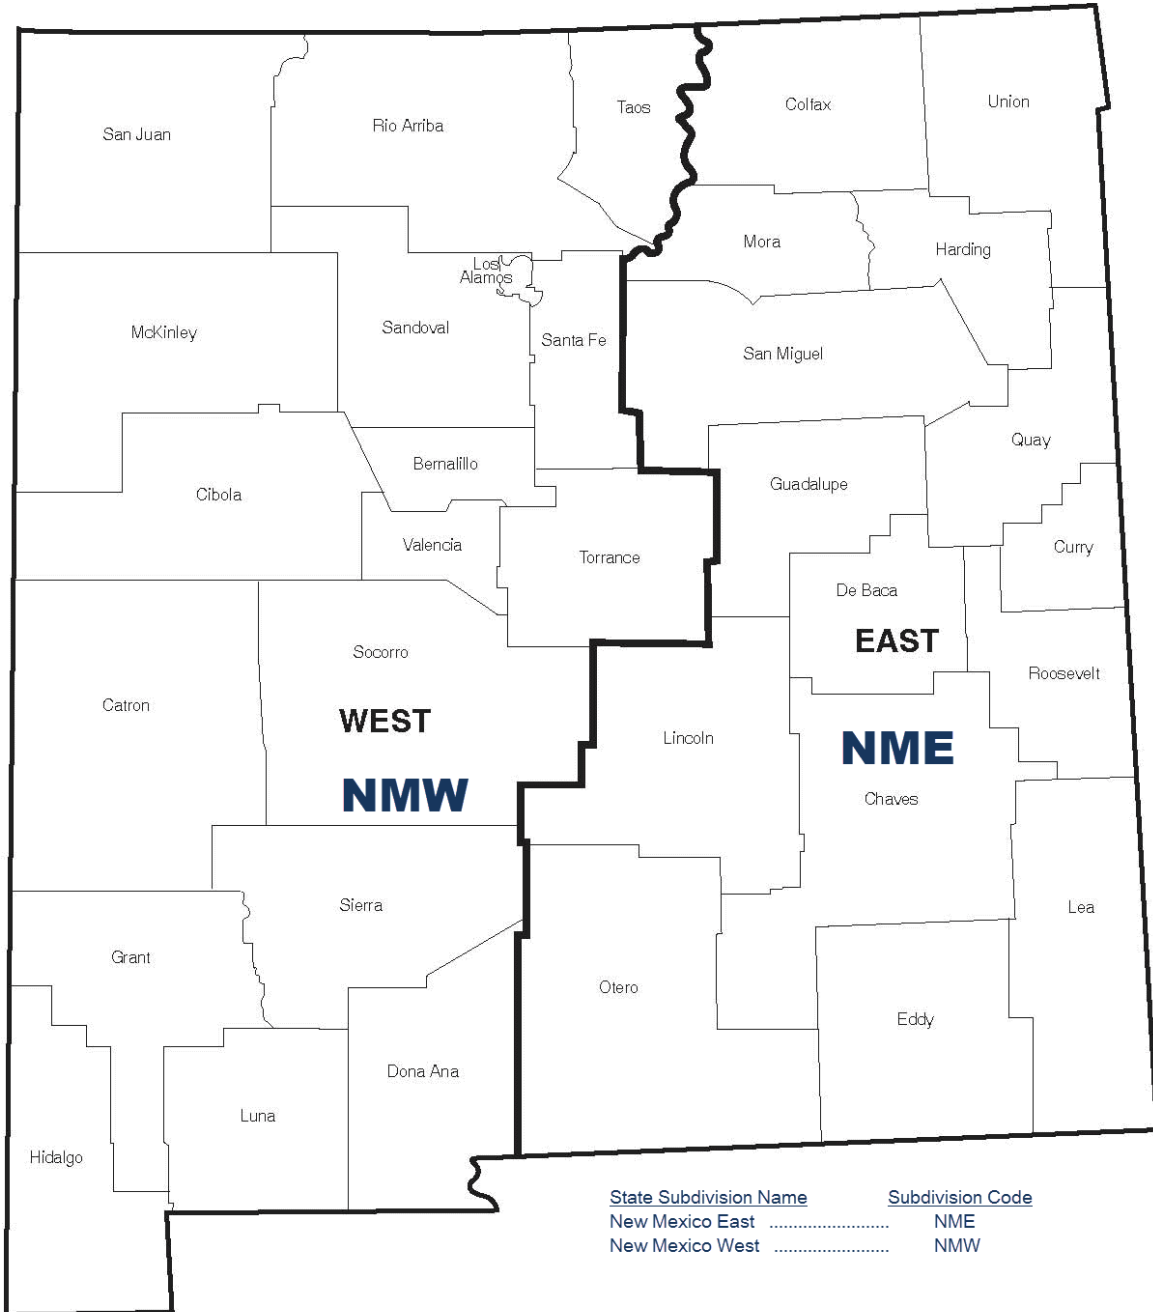 Union
Colfax
Taos
Rio Arriba
San Juan
Mora
Harding
Los
Alamos
Sandoval
McKinley
Santa Fe
San Miguel
Quay
Bernalillo
Guadalupe
Cibola
Valencia
Curry
Torrance
De Baca
EAST
Socorro
Roosevelt
Catron
WEST
Lincoln
NME
NMW
Chaves
Sierra
Lea
Grant
Otero
Eddy
Dona Ana
Luna
Hidalgo
State Subdivision Name Subdivision Code
New Mexico East ......................... NME
New Mexico West ........................ NMW